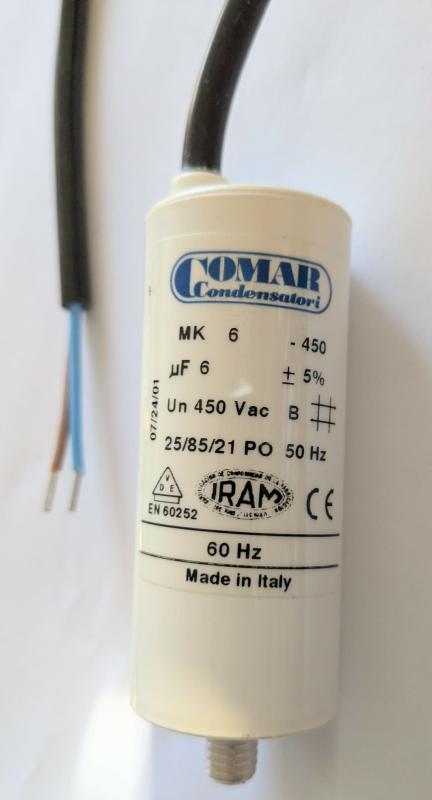 COMAR
Condensatori
MK 6 - 450
µF 6 ± 5%
Un 450 Vac B
25/85/21 PO 50 Hz
07/24/01
VDE
IRAM
CE
EN 60252
60 Hz
Made in Italy